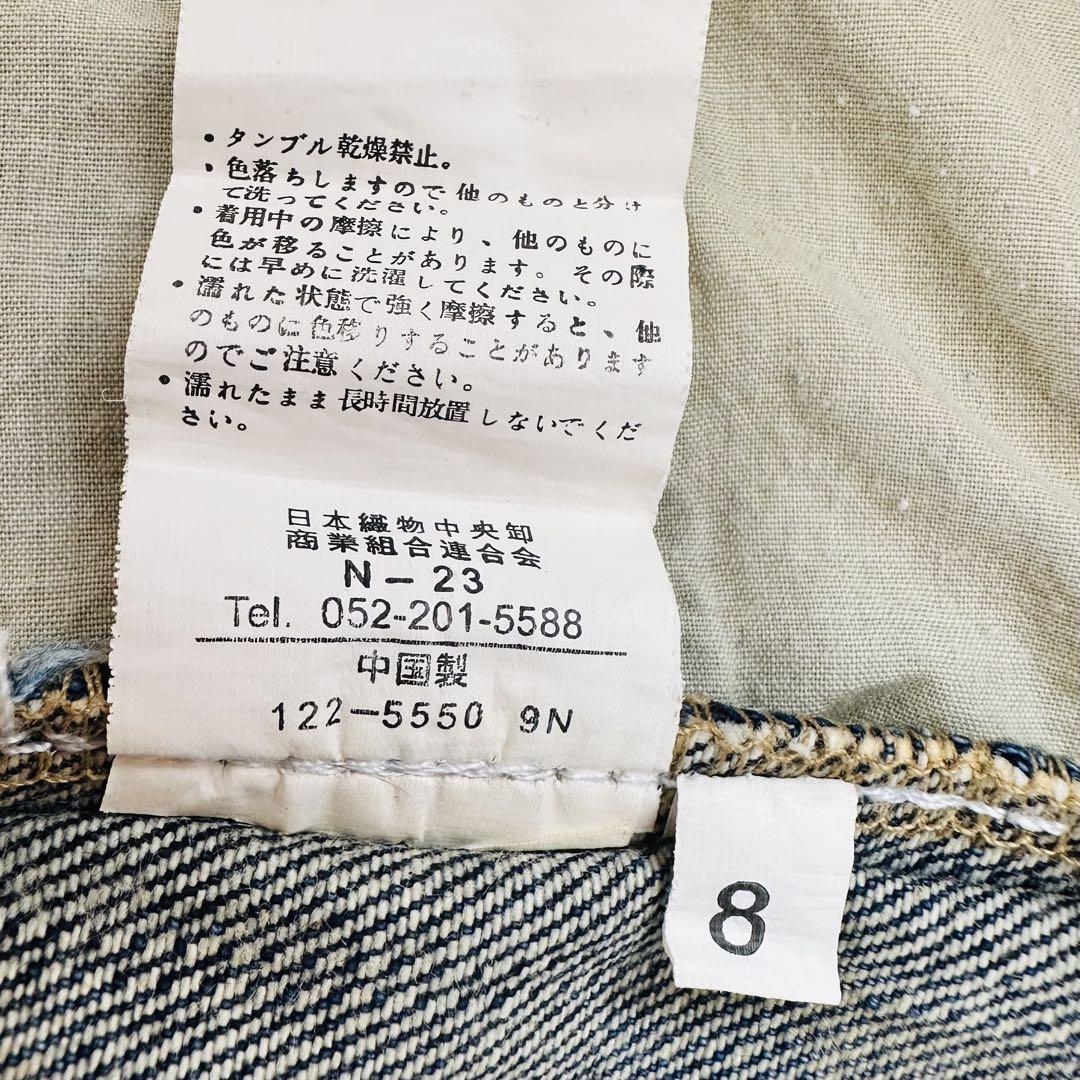 ・タンブル乾燥禁止。
・色落ちしますので他のものと分け
て洗ってください。
・着用中の摩擦により、他のものに
色が移ることがあります。その際
には早めに洗濯してください。
・濡れた状態で強く摩擦すると、他
のものに色移りすることがあります
のでご注意ください。
・濡れたまま長時間放置しないでくだ
さい。
日本織物中央卸
商業組合連合会
N-23
Tel. 052-201-5588
中国製
122-5550 9N
8